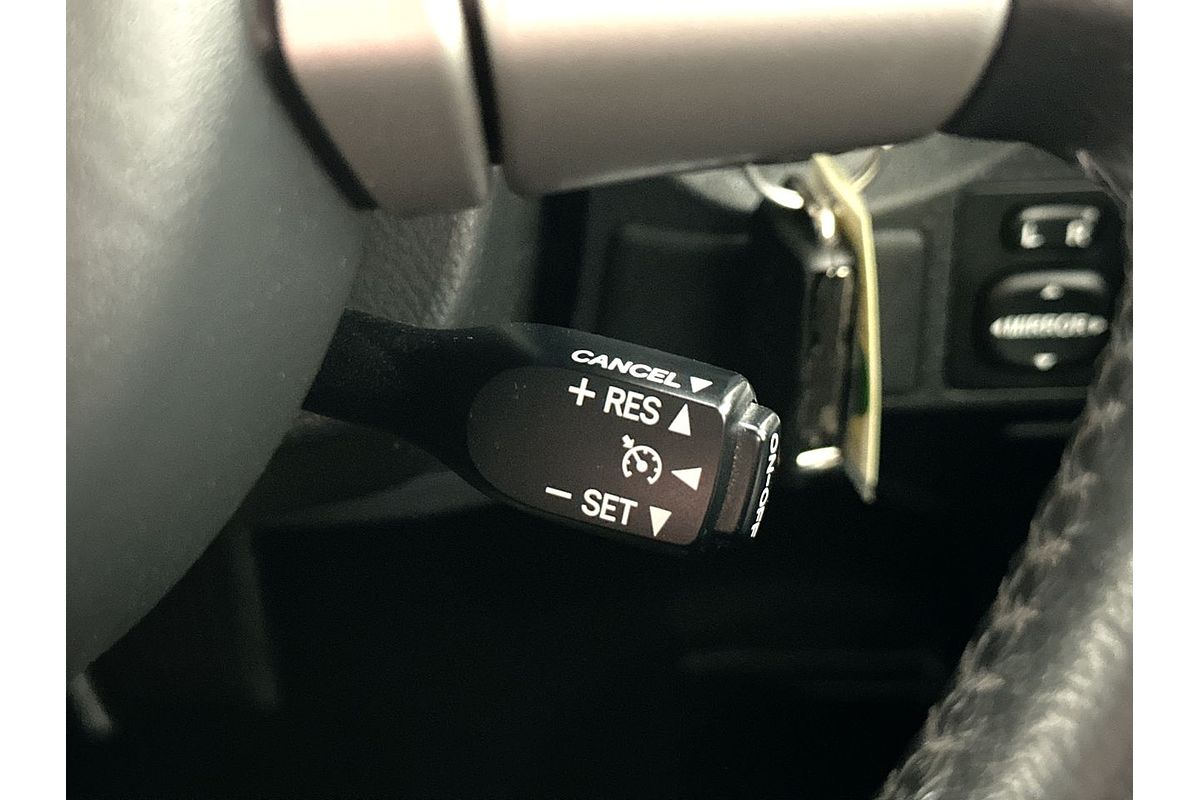 CANCEL ▼
+ RES ▲
◄
- SET ▼
ON-OFF
L R
MIRROR